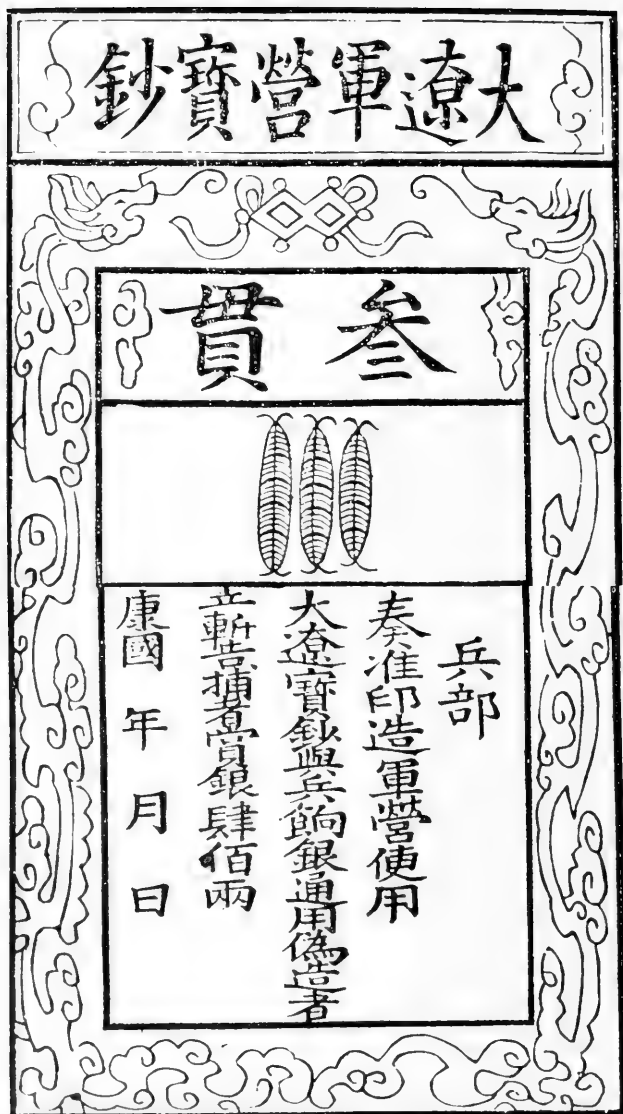 大遼軍營寶鈔
叁貫
兵部
奏准印造軍營使用
大遼寶鈔與兵餉銀通用偽造者
立斬告捕者賞銀肆佰兩
康國 年 月 日